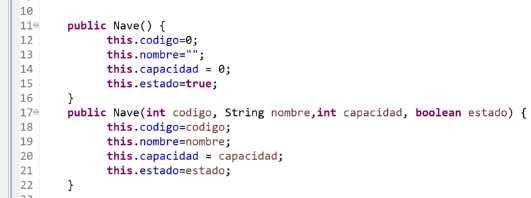 10
11 public Nave() {
12 this.codigo=0;
13 this.nombre="";
14 this.capacidad = 0;
15 this.estado=true;
16 }
17 public Nave(int codigo, String nombre,int capacidad, boolean estado) {
18 this.codigo=codigo;
19 this.nombre=nombre;
20 this.capacidad = capacidad;
21 this.estado=estado;
22 }